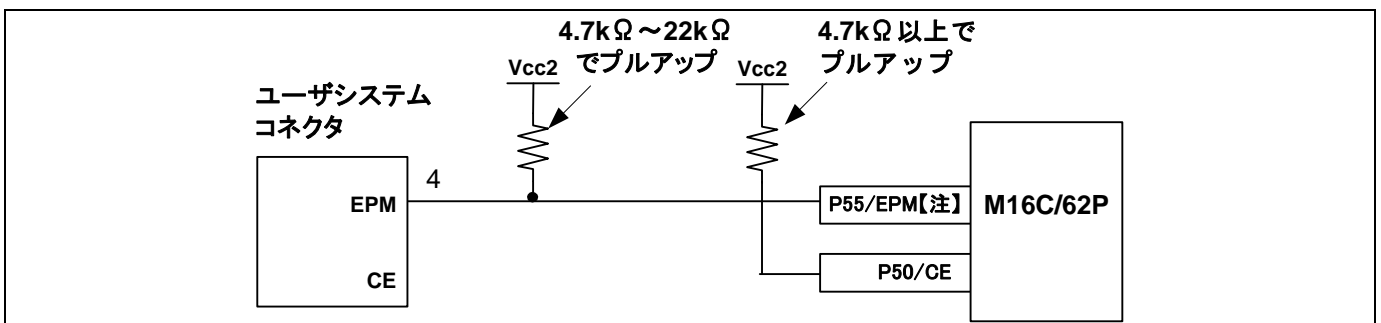 4.7kΩ～22kΩ
でプルアップ
Vcc2
4.7kΩ以上で
プルアップ
Vcc2
ユーザシステム
コネクタ
EPM
4
CE
P55/EPM【注】
P50/CE
M16C/62P